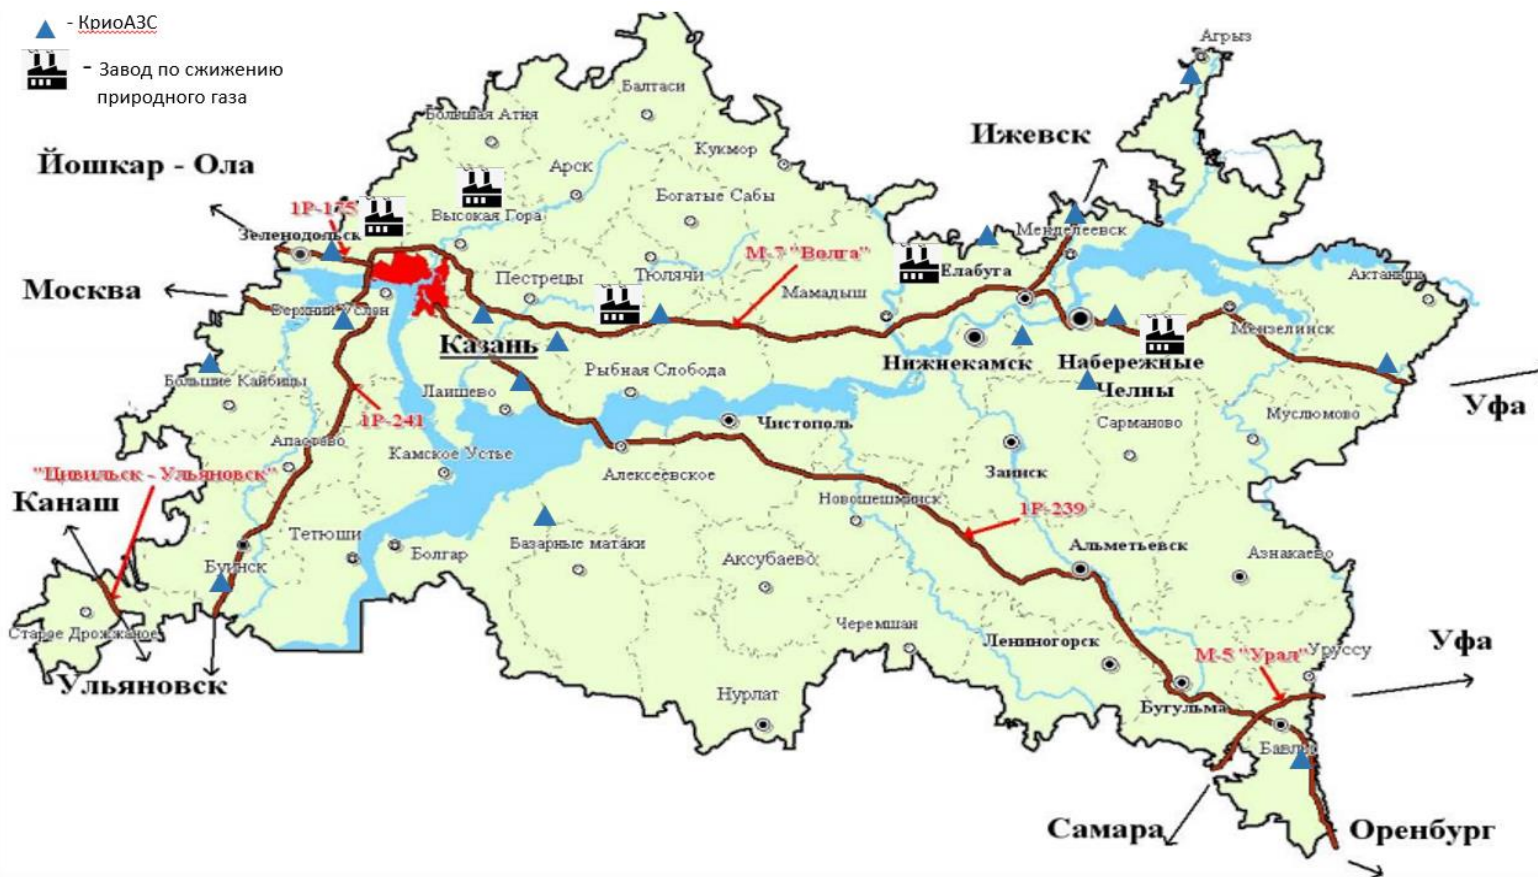 - КриоАЗС
- Завод по сжижению
природного газа
Агрыз
Балтаси
Большая Атня
Ижевск
Кукмор
Йошкар - Ола
Арск
Богатые Сабы
1Р-175
Высокая Гора
Менделеевск
Зеленодольск
М-7 "Волга"
Тюлячи
Елабуга
Актаныш
Пестрецы
Москва
Мамадыш
Верхний Услон
Мензелинск
Казань
Нижнекамск
Набережные
Челны
Рыбная Слобода
Большие Кайбицы
Лаишево
Уфа
Муслюмово
1Р-241
Чистополь
Сарманово
Апастово
Камское Устье
"Цивильск - Ульяновск"
Алексеевское
Заинск
Канаш
Новошешминск
1Р-239
Тетюши
Базарные матаки
Болгар
Альметьевск
Аксубаево
Азнакаево
Буинск
Черемшан
Старое Дрожжаное
Лениногорск
Уфа
М-5 "Урал"
Уруссу
Ульяновск
Нурлат
Бугульма
Бавлы
Самара
Оренбург